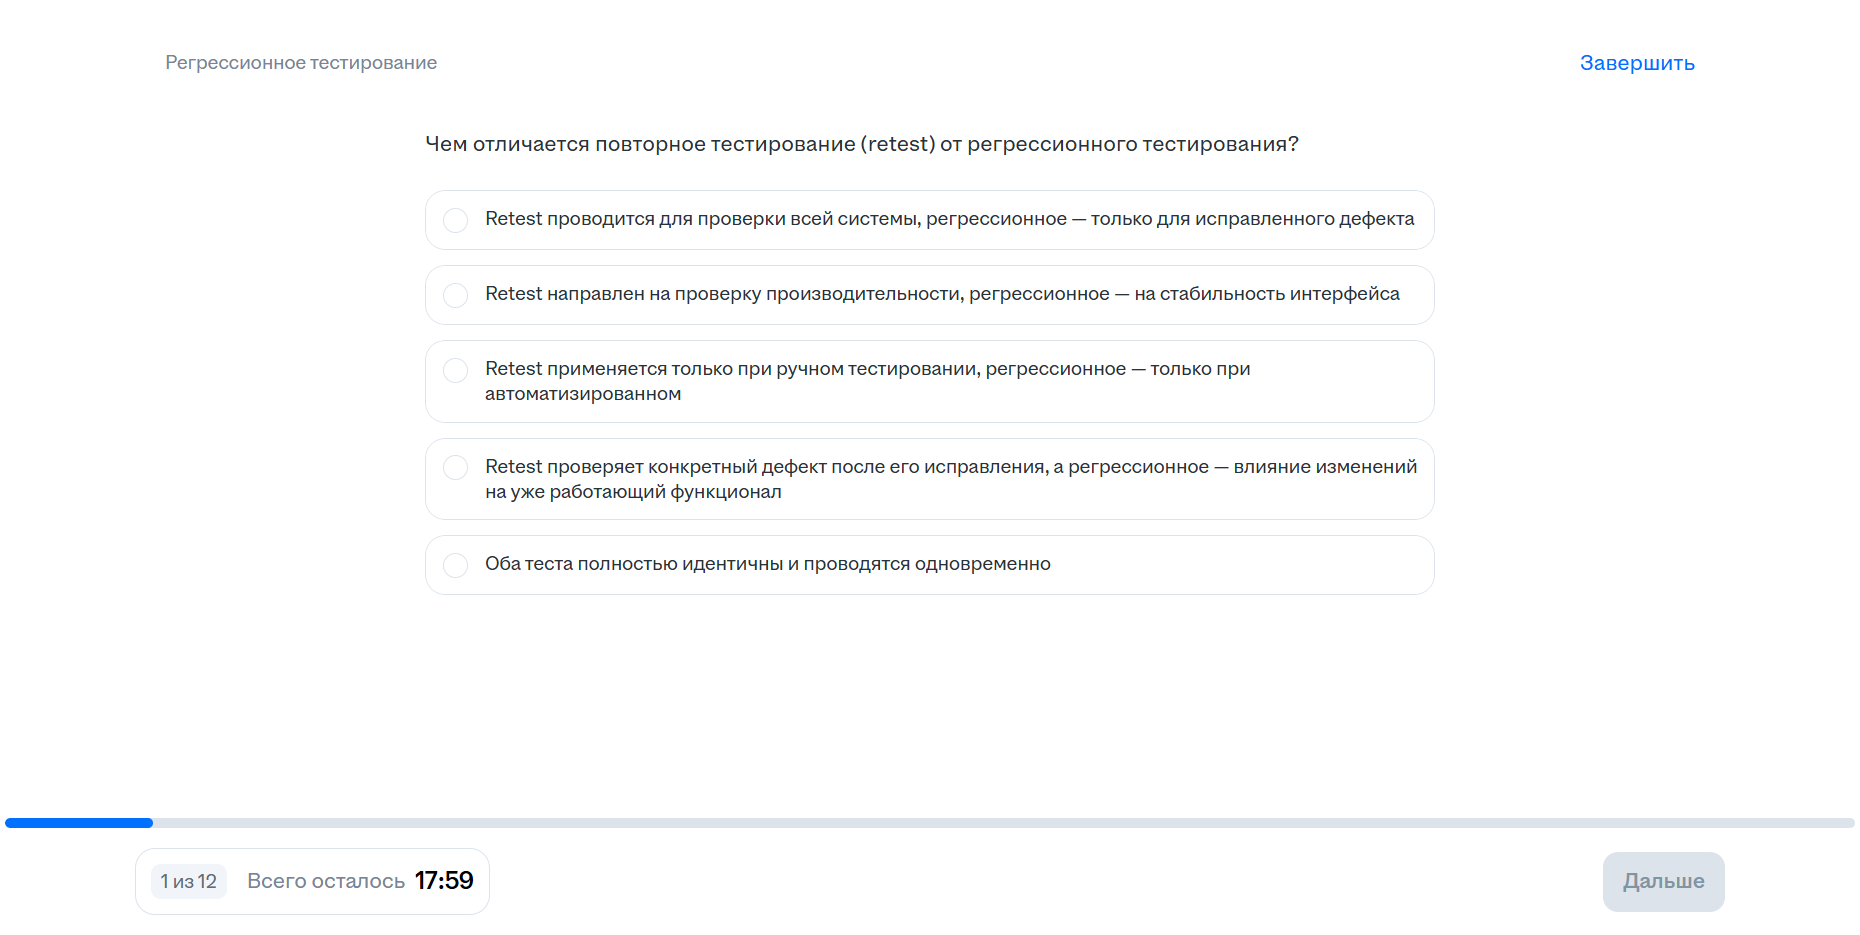 Регрессионное тестирование
Завершить
Чем отличается повторное тестирование (retest) от регрессионного тестирования?
Retest проводится для проверки всей системы, регрессионное — только для исправленного дефекта
Retest направлен на проверку производительности, регрессионное — на стабильность интерфейса
Retest применяется только при ручном тестировании, регрессионное — только при
автоматизированном
Retest проверяет конкретный дефект после его исправления, а регрессионное — влияние изменений
на уже работающий функционал
Оба теста полностью идентичны и проводятся одновременно
1 из 12 Всего осталось 17:59
Дальше